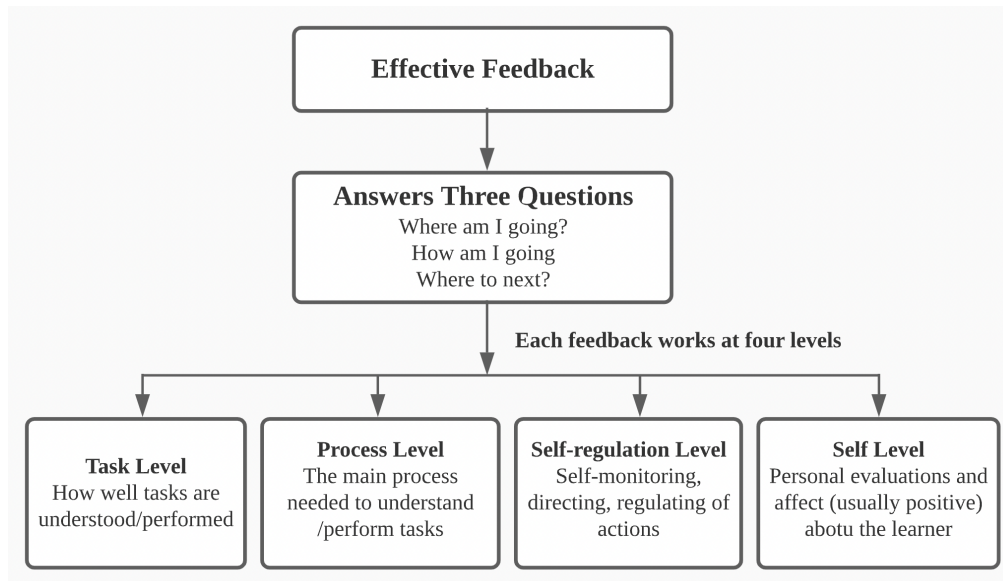 Effective Feedback
Answers Three Questions
Where am I going?
How am I going
Where to next?
Each feedback works at four levels
Task Level
How well tasks are
understood/performed
Process Level
The main process
needed to understand
/perform tasks
Self-regulation Level
Self-monitoring,
directing, regulating of
actions
Self Level
Personal evaluations and
affect (usually positive)
abotu the learner